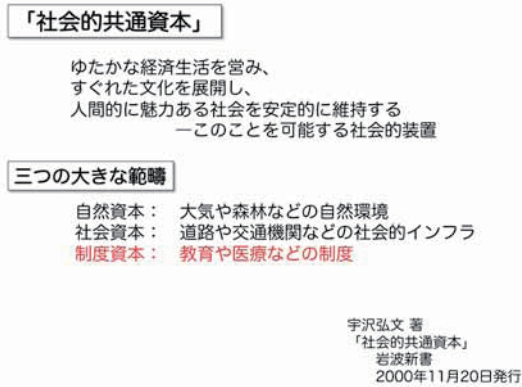 「社会的共通資本」
ゆたかな経済生活を営み、
すぐれた文化を展開し、
人間的に魅力ある社会を安定的に維持する
―このことを可能する社会的装置
三つの大きな範疇
自然資本： 大気や森林などの自然環境
社会資本： 道路や交通機関などの社会的インフラ
制度資本： 教育や医療などの制度
宇沢弘文 著
「社会的共通資本」
岩波新書
2000年11月20日発行